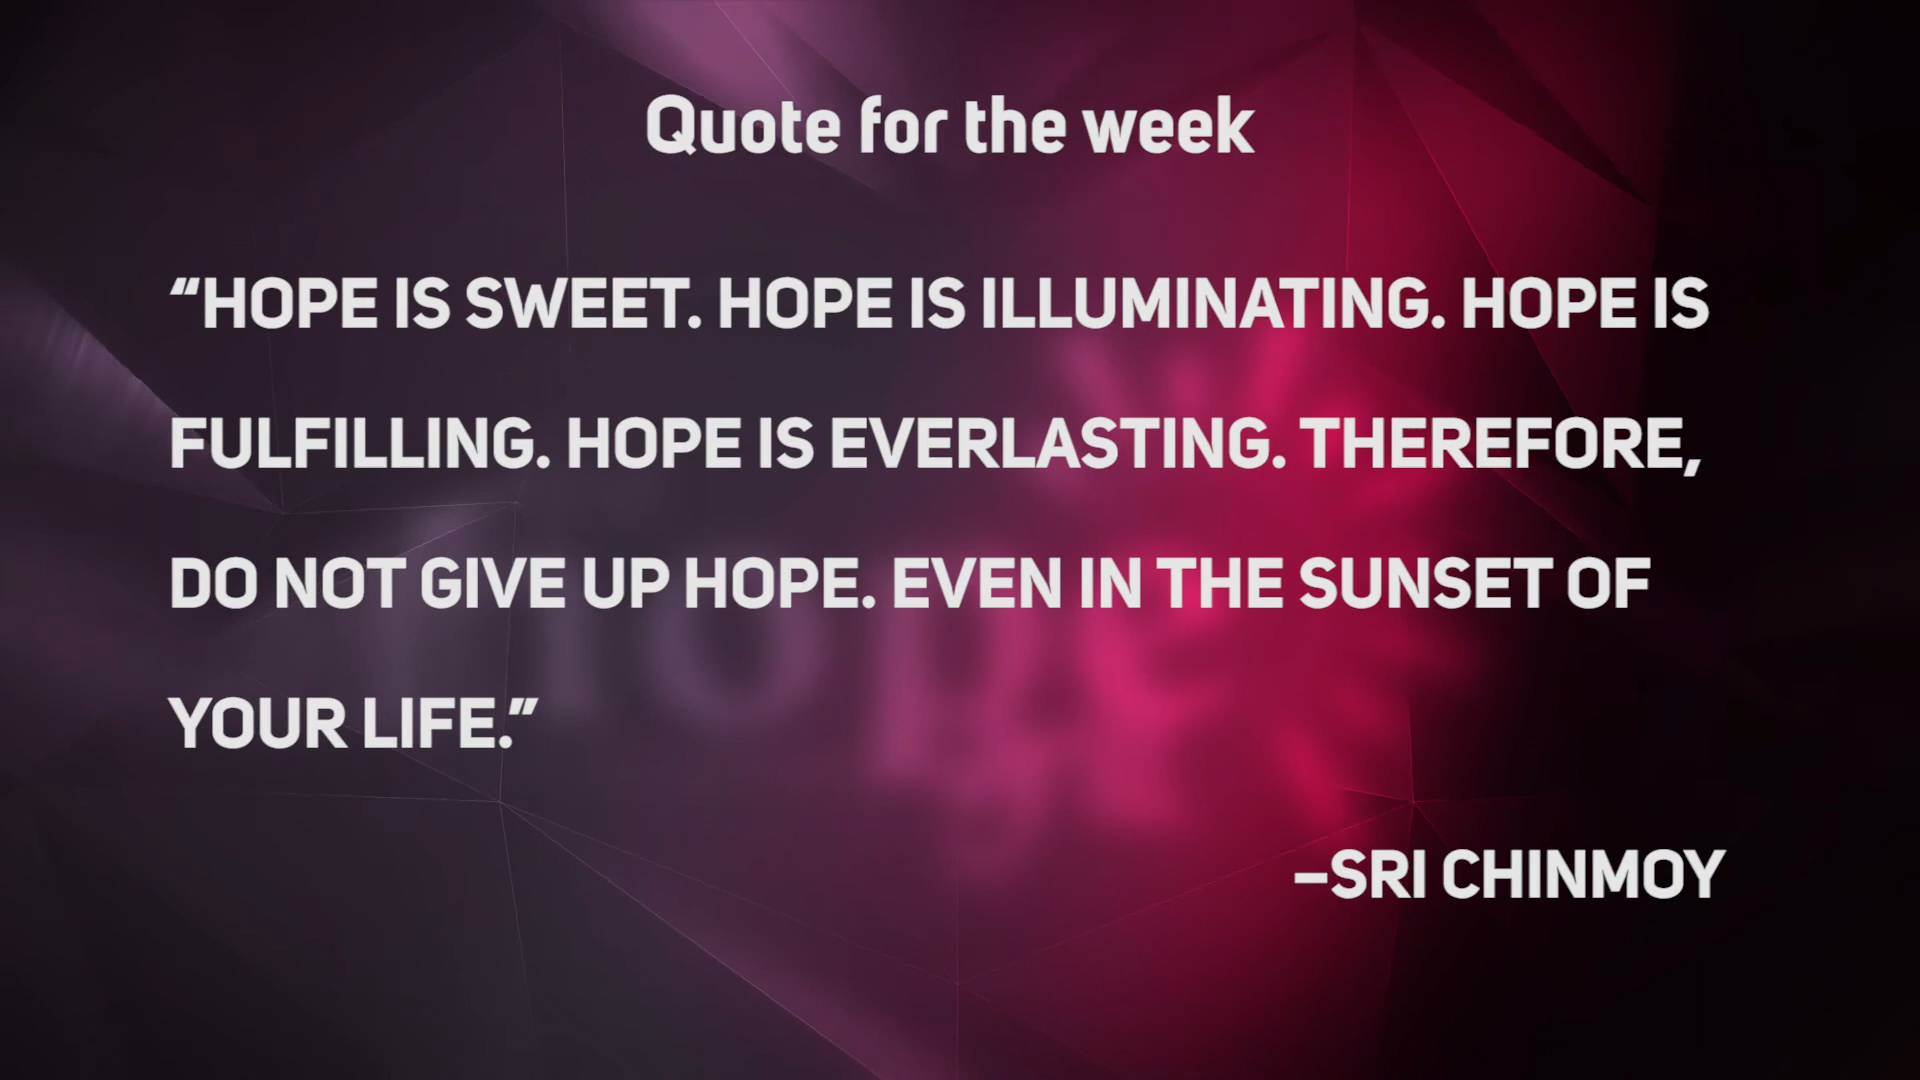 Quote for the week
“HOPE IS SWEET. HOPE IS ILLUMINATING. HOPE IS
FULFILLING. HOPE IS EVERLASTING. THEREFORE,
DO NOT GIVE UP HOPE. EVEN IN THE SUNSET OF
YOUR LIFE.”
–SRI CHINMOY